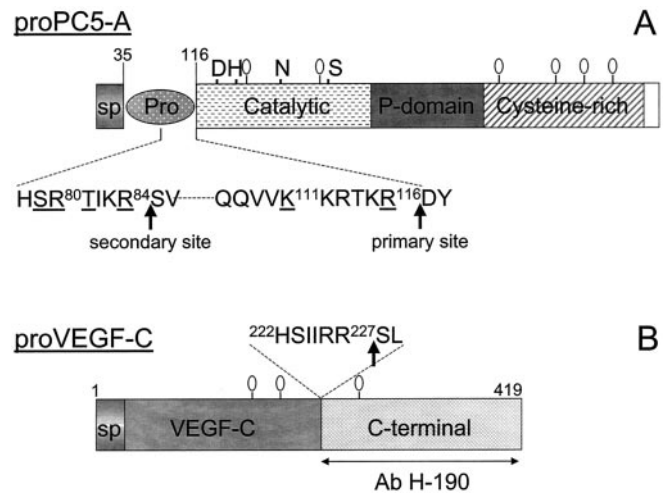 proPC5-A
A
35
116
DH
N
S
sp
Pro
Catalytic
P-domain
Cysteine-rich
HSR⁸⁰TIKR⁸⁴SV
QQVVK¹¹¹KRTKR¹¹⁶DY
secondary site
primary site
proVEGF-C
B
²²²HSIIRR²²⁷SL
1
419
sp
VEGF-C
C-terminal
Ab H-190